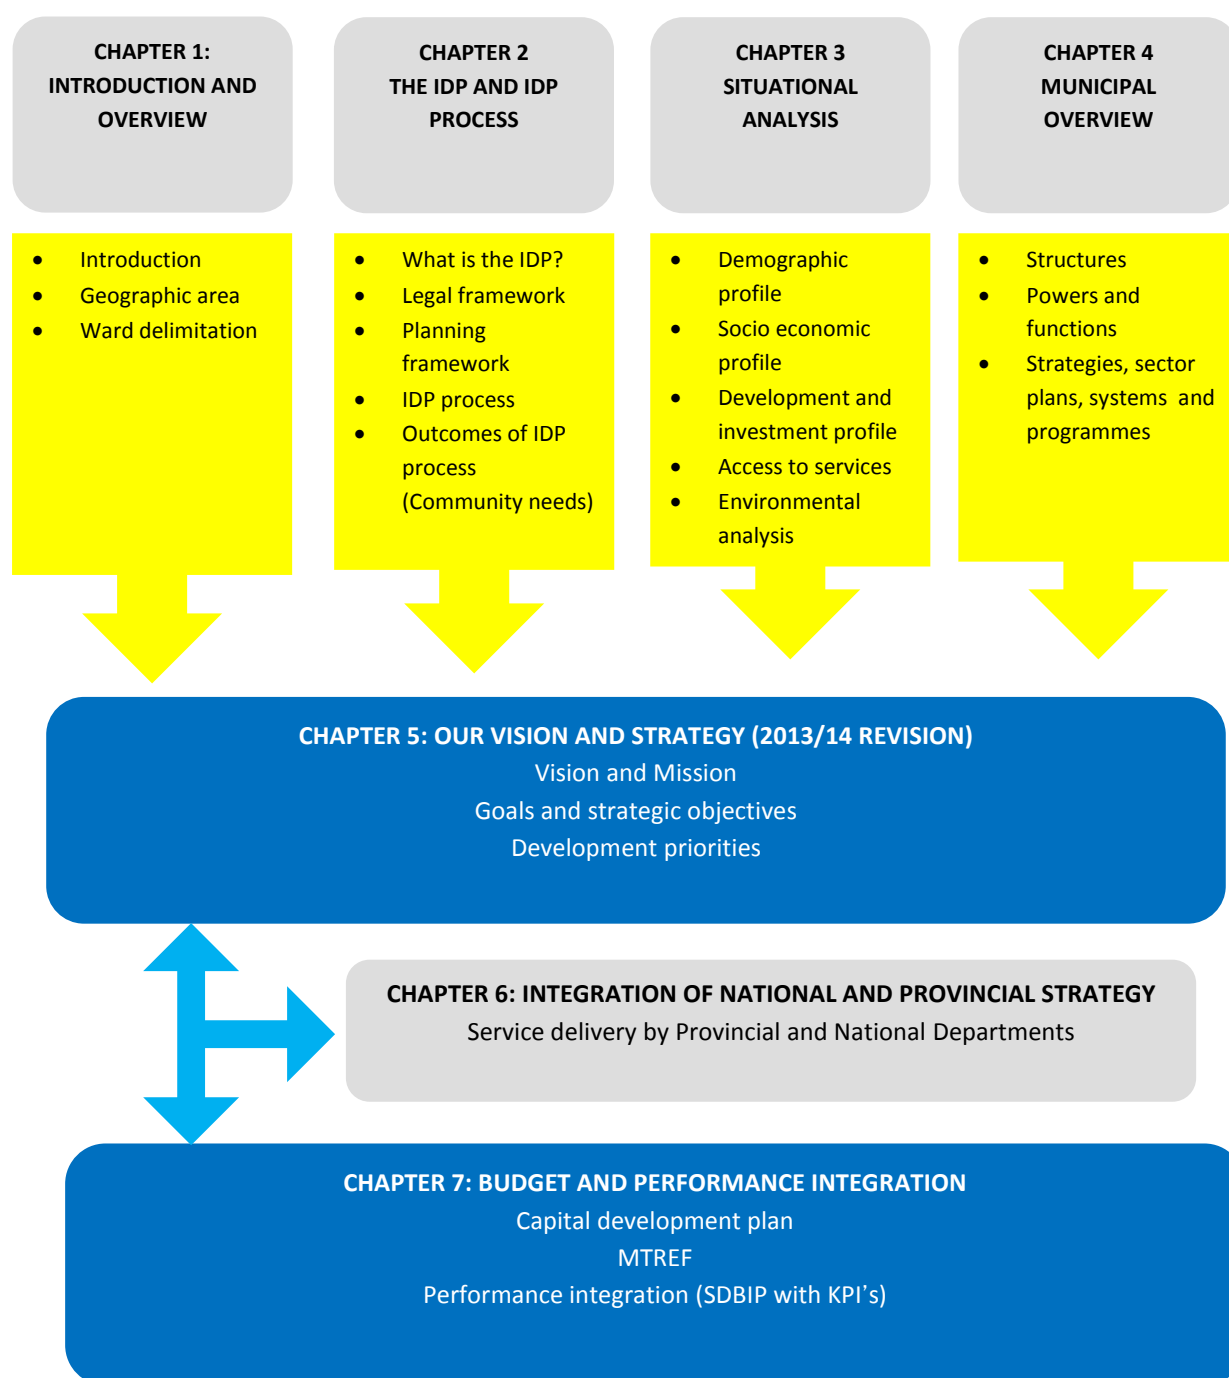 CHAPTER 1:
INTRODUCTION AND
OVERVIEW
CHAPTER 2
THE IDP AND IDP
PROCESS
CHAPTER 3
SITUATIONAL
ANALYSIS
CHAPTER 4
MUNICIPAL
OVERVIEW
• Introduction
• Geographic area
• Ward delimitation
• What is the IDP?
• Legal framework
• Planning
framework
• IDP process
• Outcomes of IDP
process
(Community needs)
• Demographic
profile
• Socio economic
profile
• Development and
investment profile
• Access to services
• Environmental
analysis
• Structures
• Powers and
functions
• Strategies, sector
plans, systems and
programmes
CHAPTER 5: OUR VISION AND STRATEGY (2013/14 REVISION)
Vision and Mission
Goals and strategic objectives
Development priorities
CHAPTER 6: INTEGRATION OF NATIONAL AND PROVINCIAL STRATEGY
Service delivery by Provincial and National Departments
CHAPTER 7: BUDGET AND PERFORMANCE INTEGRATION
Capital development plan
MTREF
Performance integration (SDBIP with KPI’s)